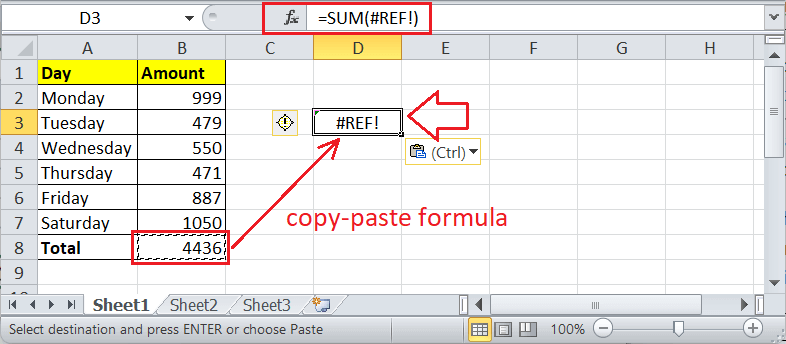 D3 fx =SUM(#REF!)
A B C D E F G H
1 Day Amount
2 Monday 999
3 Tuesday 479 #REF!
4 Wednesday 550 (Ctrl)
5 Thursday 471
6 Friday 887
7 Saturday 1050 copy-paste formula
8 Total 4436
9
Sheet1 Sheet2 Sheet3
Select destination and press ENTER or choose Paste 100%